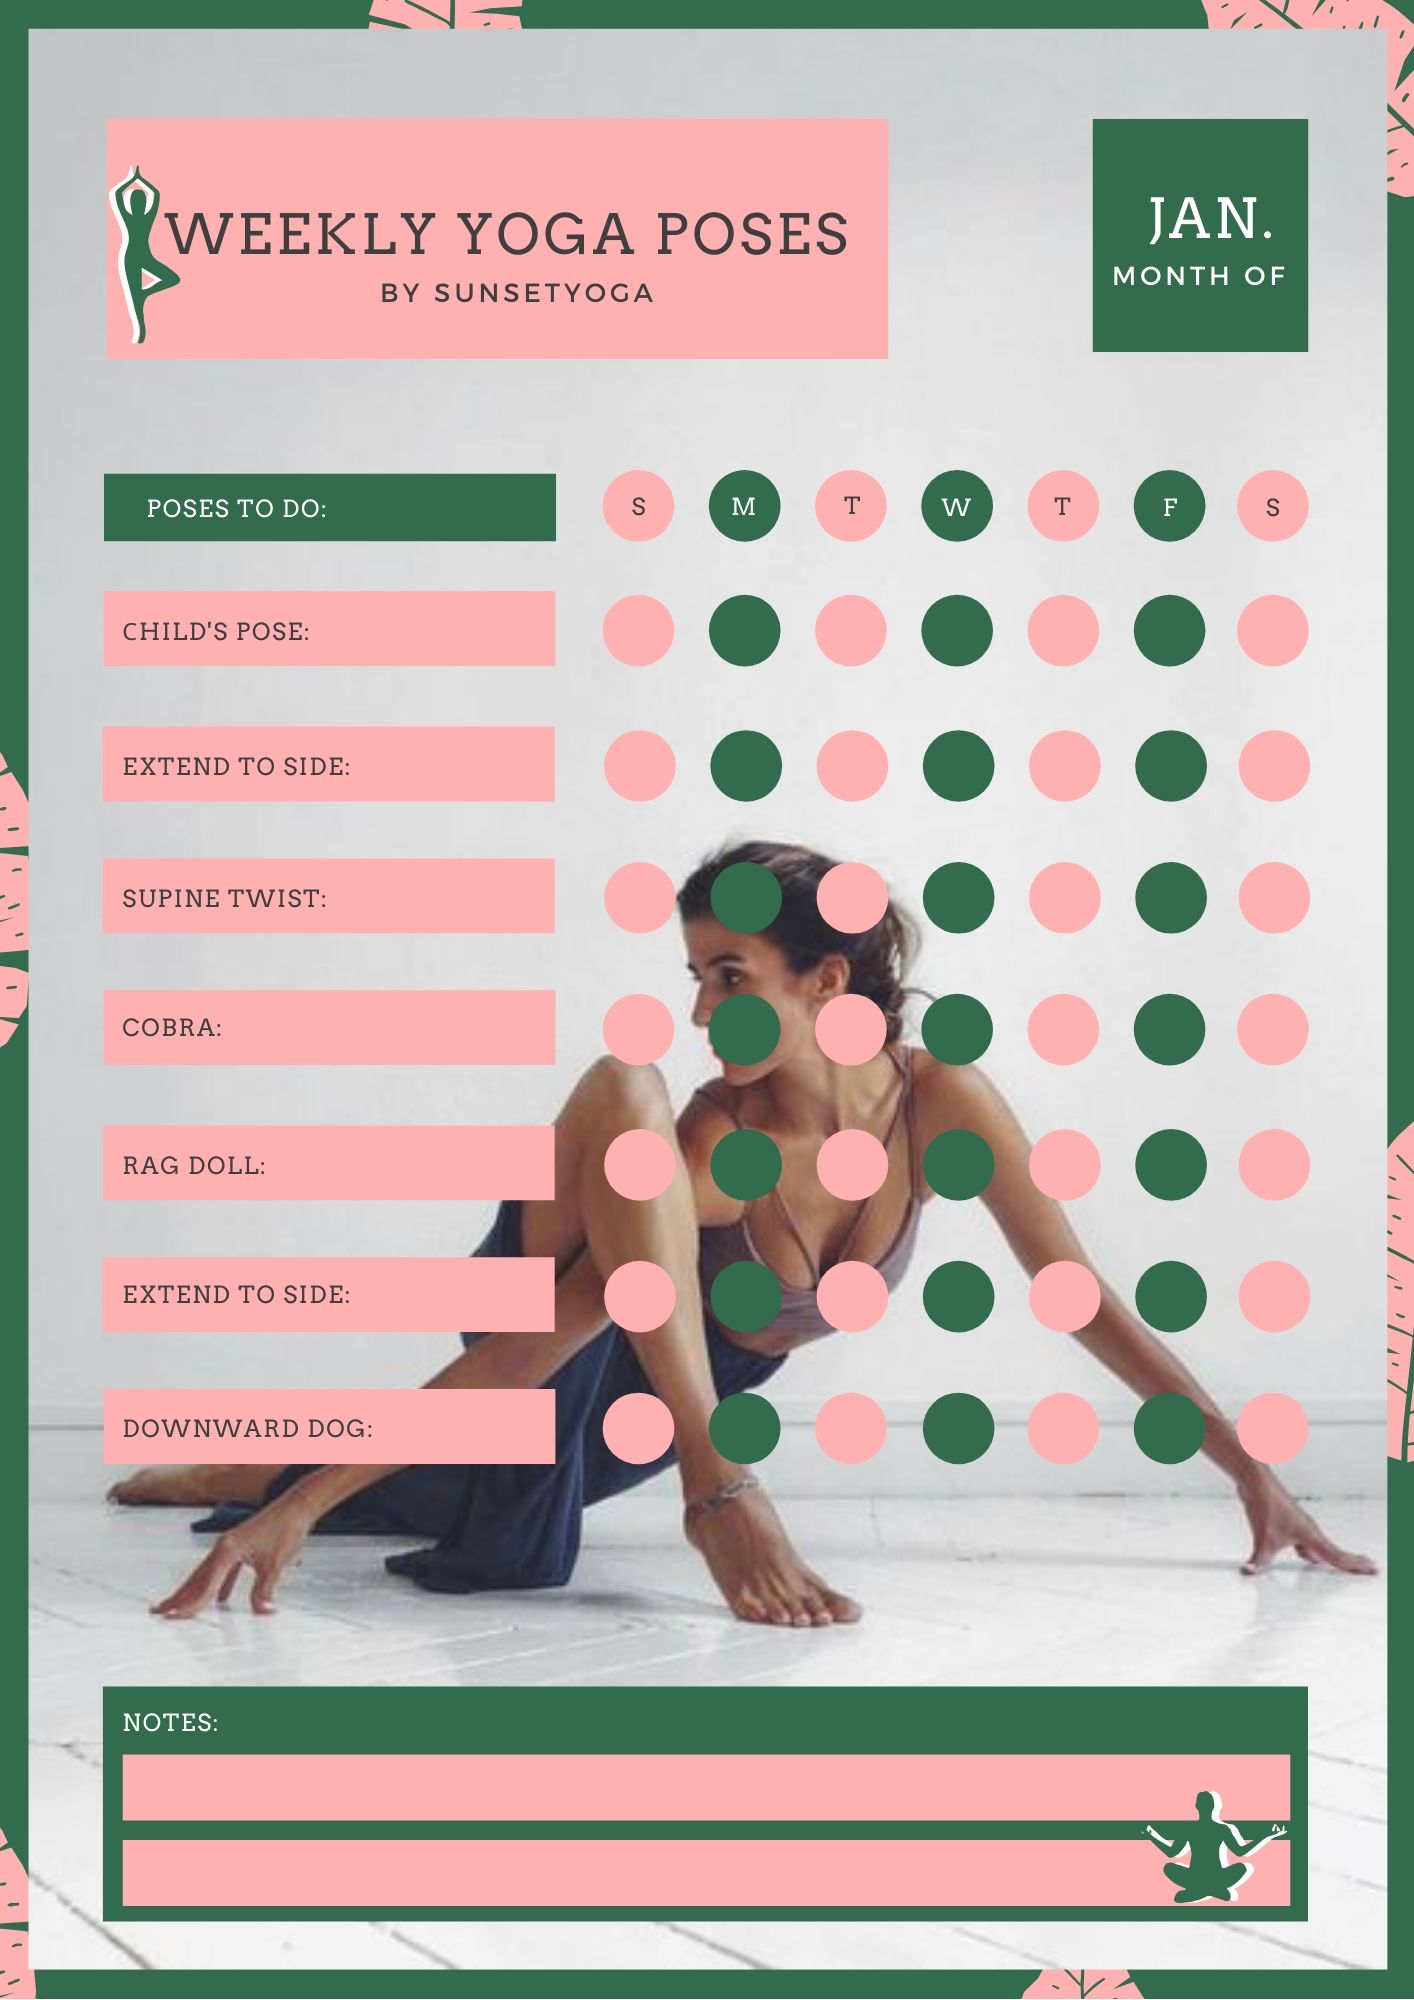 WEEKLY YOGA POSES
BY SUNSETYOGA
JAN.
MONTH OF
POSES TO DO: S M T W T F S
CHILD'S POSE:
EXTEND TO SIDE:
SUPINE TWIST:
COBRA:
RAG DOLL:
EXTEND TO SIDE:
DOWNWARD DOG:
NOTES: